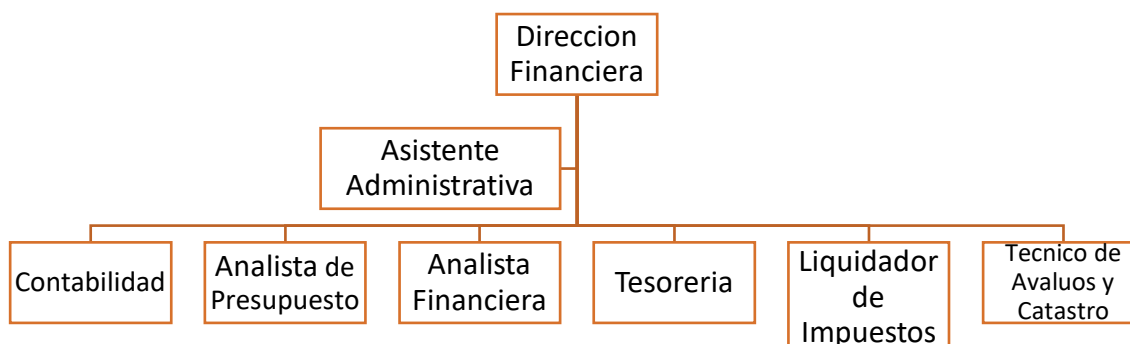 Direccion
Financiera
Asistente
Administrativa
Contabilidad
Analista de
Presupuesto
Analista
Financiera
Tesoreria
Liquidador
de
Impuestos
Tecnico de
Avaluos y
Catastro